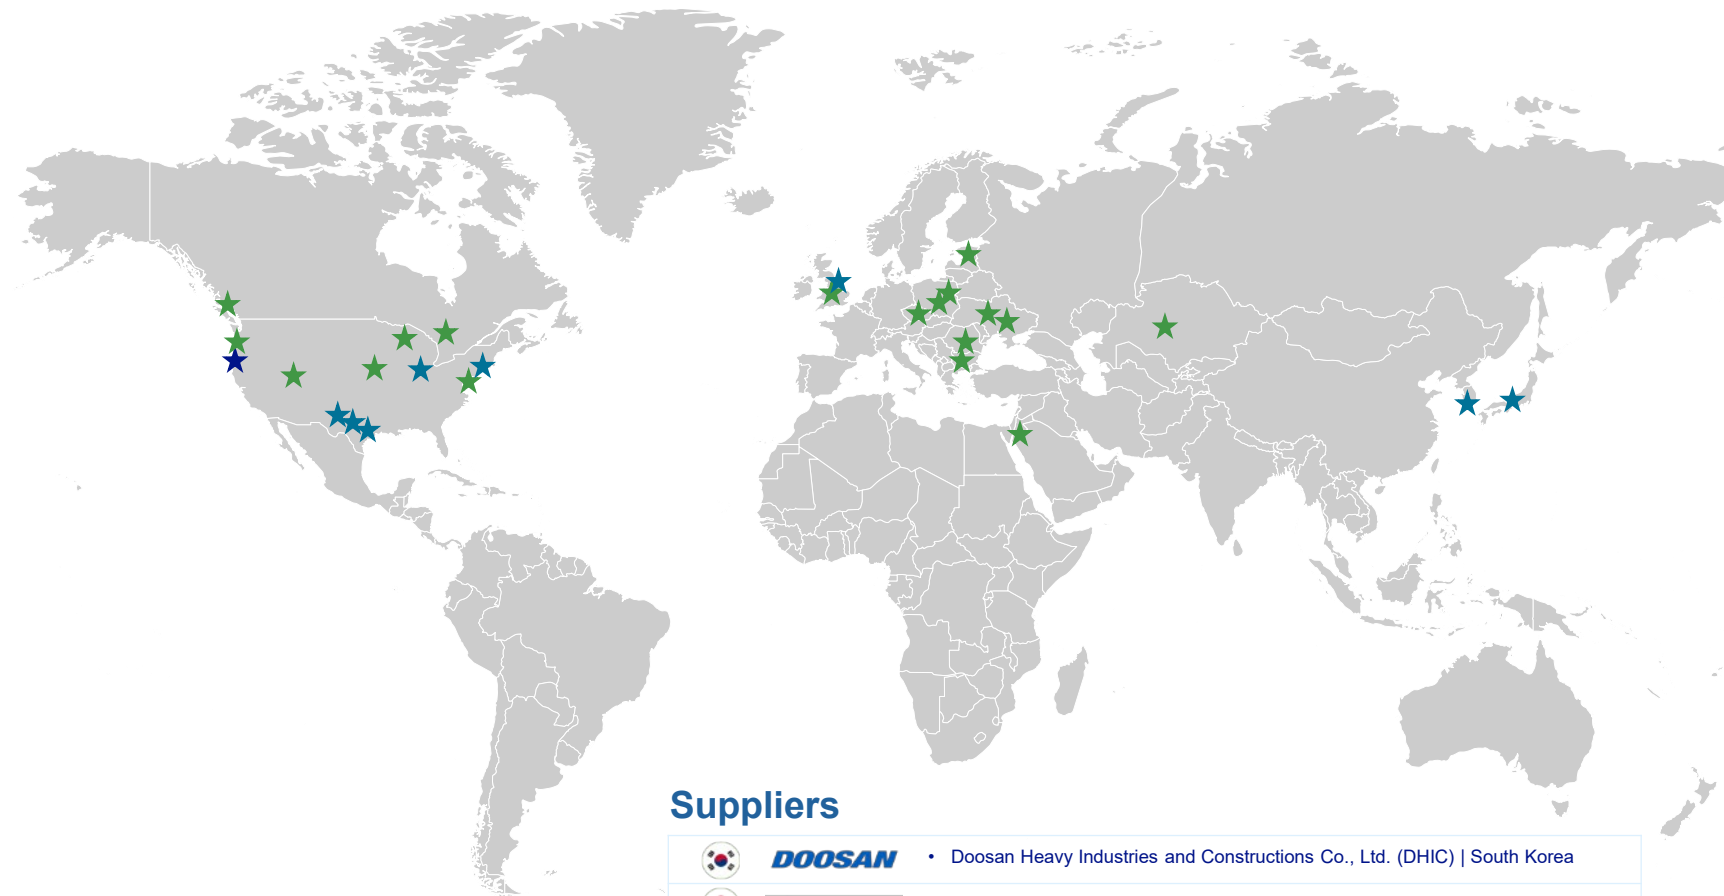 Suppliers
DOOSAN • Doosan Heavy Industries and Constructions Co., Ltd. (DHIC) | South Korea